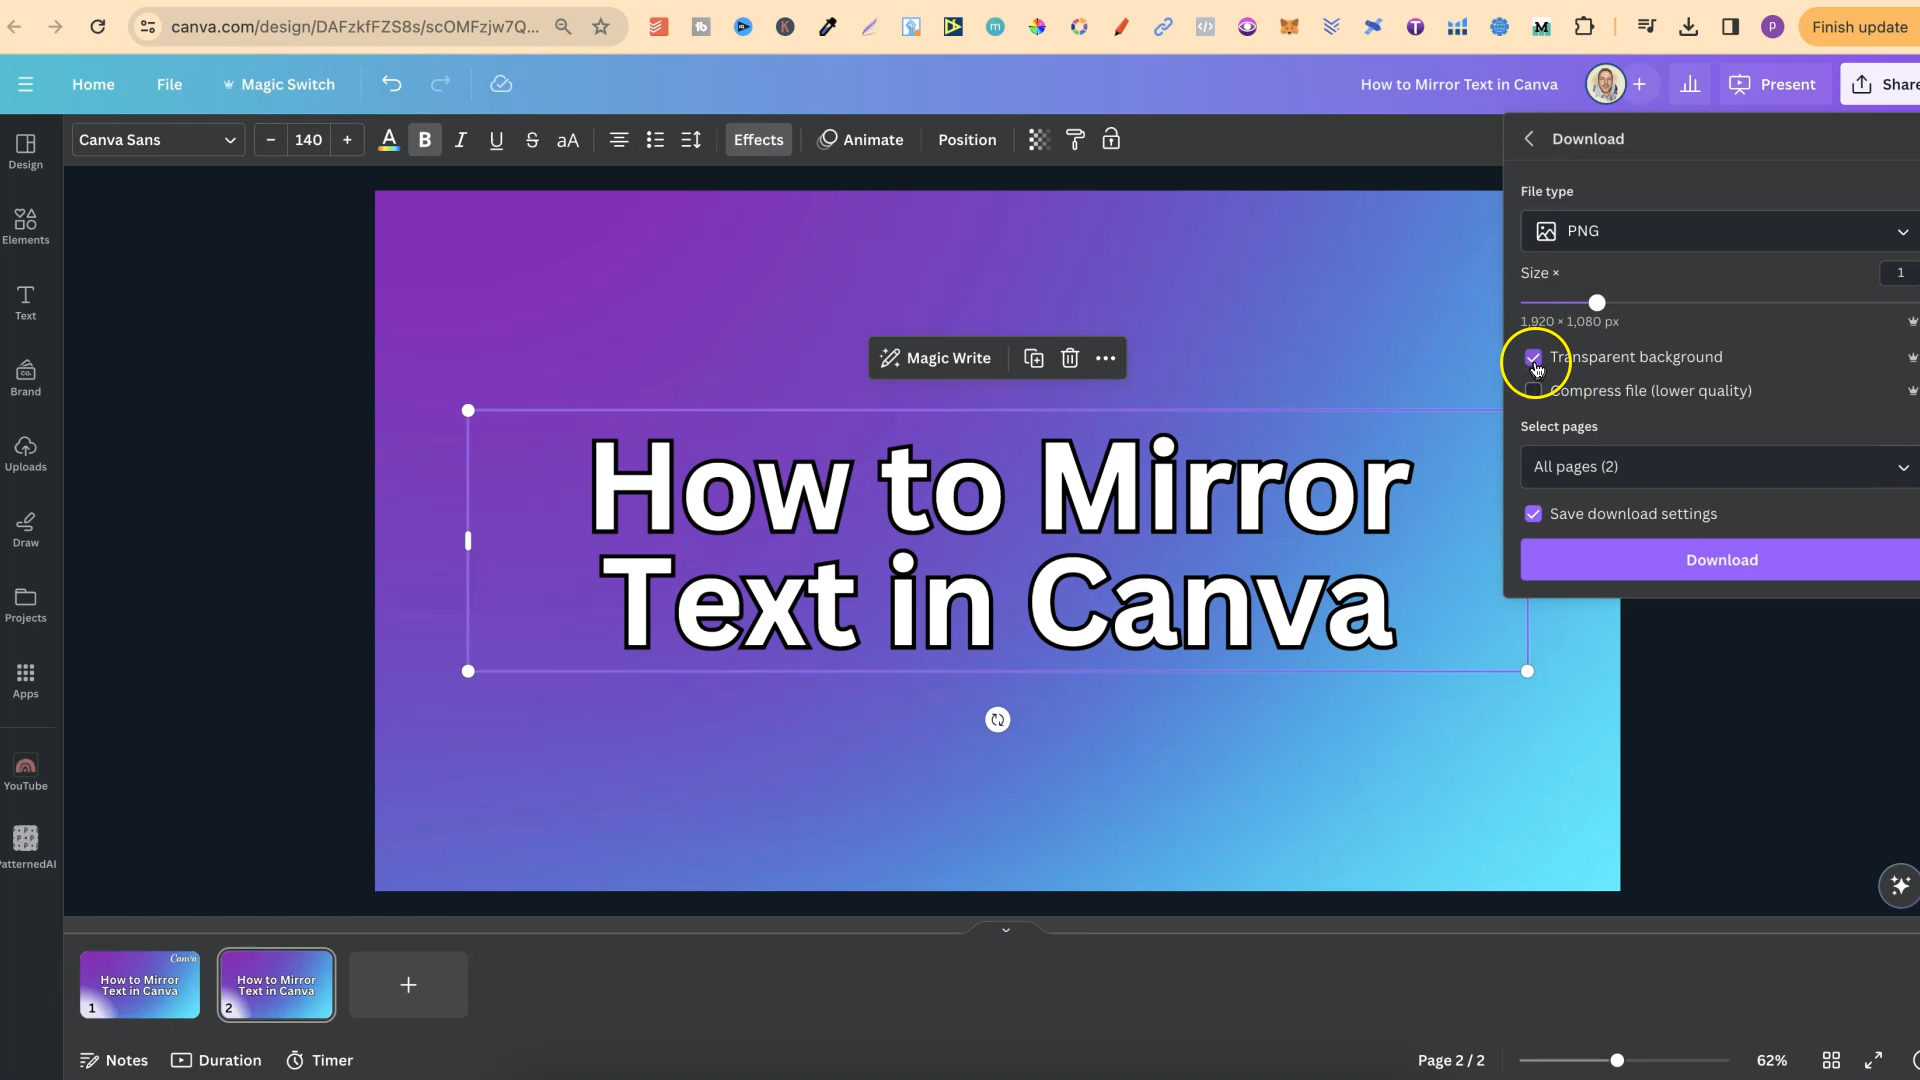 canva.com/design/DAFzkfFZS8s/scOMFzjw7Q...
Finish update
Home
File
Magic Switch
How to Mirror Text in Canva
Present
Share
Canva Sans
140
Effects
Animate
Position
Design
Elements
Text
Brand
Uploads
Draw
Projects
Apps
YouTube
PatternedAI
Magic Write
How to Mirror
Text in Canva
Download
File type
PNG
Size ×
1
1,920 × 1,080 px
Transparent background
Compress file (lower quality)
Select pages
All pages (2)
Save download settings
Download
Canva
How to Mirror
Text in Canva
1
How to Mirror
Text in Canva
2
Notes
Duration
Timer
Page 2 / 2
62%